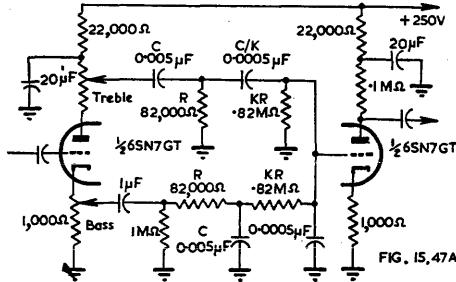 +250V
22,000Ω
22,000Ω
C
0·005μF
C/K
0·0005μF
20μF
20μF
Treble
R
82,000Ω
KR
·82MΩ
·1MΩ
½6SN7GT
½6SN7GT
1μF
R
82,000Ω
KR
·82MΩ
1,000Ω
Bass
1MΩ
C
0·005μF
0·0005μF
1,000Ω
FIG. 15,47A